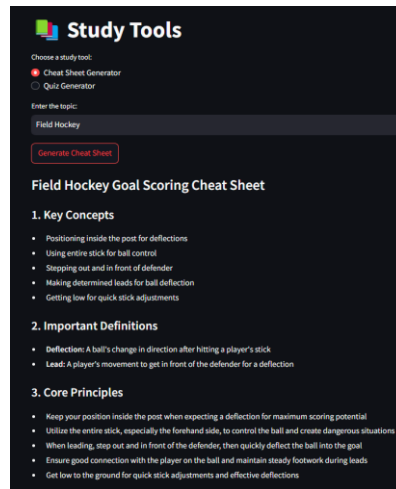 Study Tools
Choose a study tool:
Cheat Sheet Generator
Quiz Generator
Enter the topic:
Field Hockey
Generate Cheat Sheet
Field Hockey Goal Scoring Cheat Sheet
1. Key Concepts
• Positioning inside the post for deflections
• Using entire stick for ball control
• Stepping out and in front of defender
• Making determined leads for ball deflection
• Getting low for quick stick adjustments
2. Important Definitions
• Deflection: A ball's change in direction after hitting a player's stick
• Lead: A player's movement to get in front of the defender for a deflection
3. Core Principles
• Keep your position inside the post when expecting a deflection for maximum scoring potential
• Utilize the entire stick, especially the forehand side, to control the ball and create dangerous situations
• When leading, step out and in front of the defender, then quickly deflect the ball into the goal
• Ensure good connection with the player on the ball and maintain steady footwork during leads
• Get low to the ground for quick stick adjustments and effective deflections